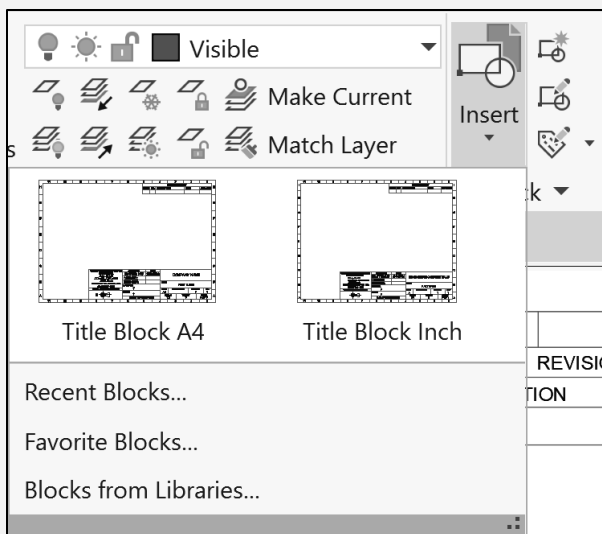 Visible
Make Current
Insert
s
Match Layer
k
Title Block A4
Title Block Inch
REVISIO
TION
Recent Blocks...
Favorite Blocks...
Blocks from Libraries...